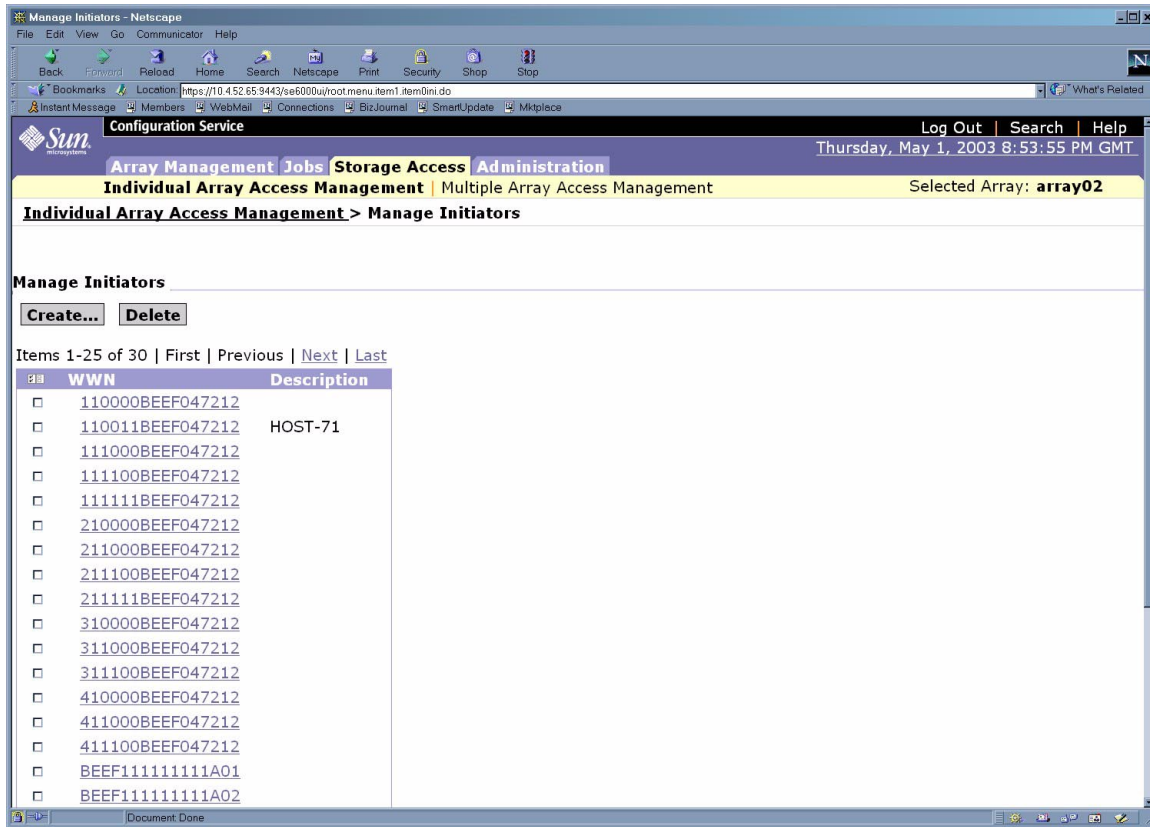 Manage Initiators - Netscape
File Edit View Go Communicator Help
Back Forward Reload Home Search Netscape Print Security Shop Stop
Bookmarks Location: https://10.4.52.65:9443/se6000ui/root.menu.item1.item0ini.do What's Related
Instant Message Members WebMail Connections BizJournal SmartUpdate Mktplace
Sun microsystems
Configuration Service
Log Out | Search | Help
Thursday, May 1, 2003 8:53:55 PM GMT
Array Management Jobs Storage Access Administration
Individual Array Access Management | Multiple Array Access Management Selected Array: array02
Individual Array Access Management > Manage Initiators
Manage Initiators
Create... Delete
Items 1-25 of 30 | First | Previous | Next | Last
WWN Description
110000BEEF047212
110011BEEF047212 HOST-71
111000BEEF047212
111100BEEF047212
111111BEEF047212
210000BEEF047212
211000BEEF047212
211100BEEF047212
211111BEEF047212
310000BEEF047212
311000BEEF047212
311100BEEF047212
410000BEEF047212
411000BEEF047212
411100BEEF047212
BEEF111111111A01
BEEF111111111A02
Document: Done